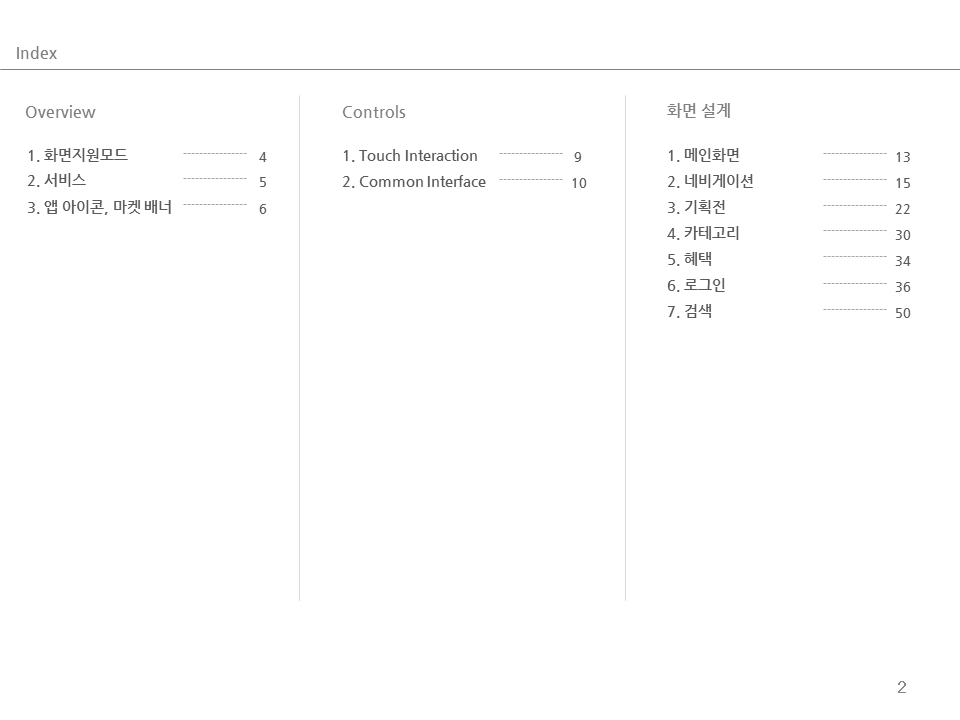 Index
Overview
1. 화면지원모드 4
2. 서비스 5
3. 앱 아이콘, 마켓 배너 6
Controls
1. Touch Interaction 9
2. Common Interface 10
화면 설계
1. 메인화면 13
2. 네비게이션 15
3. 기획전 22
4. 카테고리 30
5. 혜택 34
6. 로그인 36
7. 검색 50
2